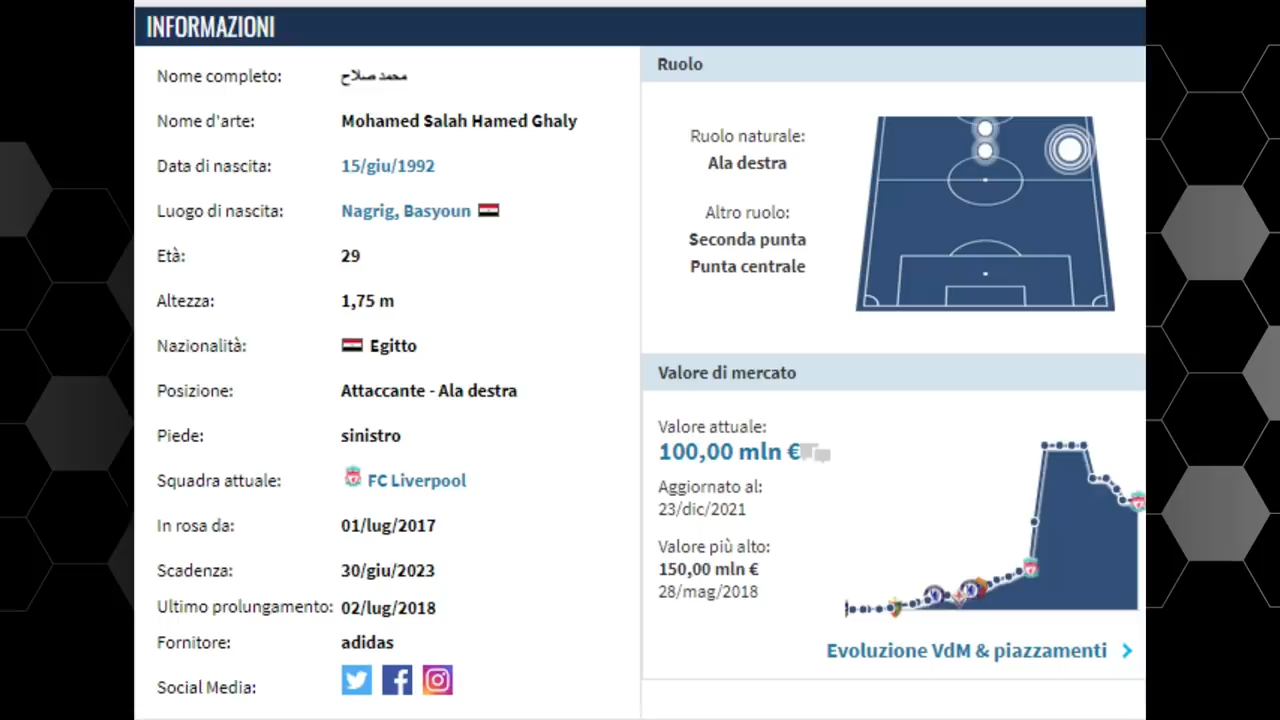 INFORMAZIONI
Nome completo: محمد صلاح
Nome d'arte: Mohamed Salah Hamed Ghaly
Data di nascita: 15/giu/1992
Luogo di nascita: Nagrig, Basyoun
Età: 29
Altezza: 1,75 m
Nazionalità: Egitto
Posizione: Attaccante - Ala destra
Piede: sinistro
Squadra attuale: FC Liverpool
In rosa da: 01/lug/2017
Scadenza: 30/giu/2023
Ultimo prolungamento: 02/lug/2018
Fornitore: adidas
Social Media:
Ruolo
Ruolo naturale:
Ala destra
Altro ruolo:
Seconda punta
Punta centrale
Valore di mercato
Valore attuale:
100,00 mln €
Aggiornato al:
23/dic/2021
Valore più alto:
150,00 mln €
28/mag/2018
Evoluzione VdM & piazzamenti